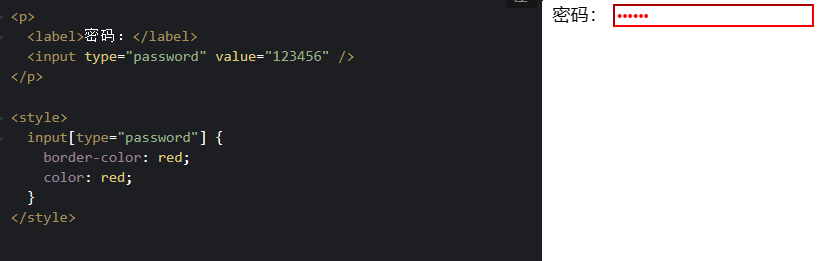 <p>
<label>密码：</label>
<input type="password" value="123456" />
</p>
<style>
input[type="password"] {
border-color: red;
color: red;
}
</style>
密码： ••••••